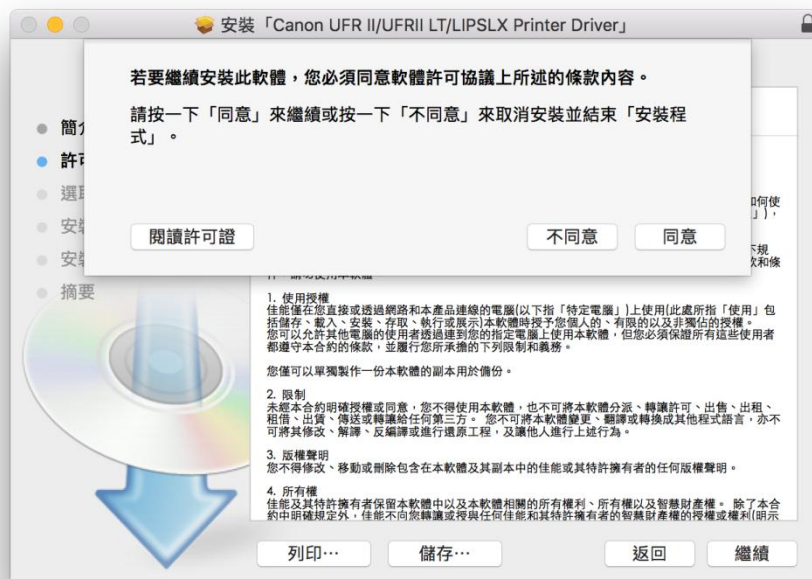 安裝「Canon UFR II/UFRII LT/LIPSLX Printer Driver」
若要繼續安裝此軟體，您必須同意軟體許可協議上所述的條款內容。
請按一下「同意」來繼續或按一下「不同意」來取消安裝並結束「安裝程
式」。
閱讀許可證
不同意
同意
簡
許
選
安
安
摘要
如何使
」)，
不規
款和條
1. 使用授權
佳能僅在您直接或透過網路和本產品連線的電腦(以下指「特定電腦」)上使用(此處所指「使用」包
括儲存、載入、安裝、存取、執行或展示)本軟體時授予您個人的、有限的以及非獨佔的授權。
您可以允許其他電腦的使用者透過連到您的指定電腦上使用本軟體，但您必須保證所有這些使用者
都遵守本合約的條款，並履行您所承擔的下列限制和義務。
您僅可以單獨製作一份本軟體的副本用於備份。
2. 限制
未經本合約明確授權或同意，您不得使用本軟體，也不可將本軟體分派、轉讓許可、出售、出租、
租借、出賃、傳送或轉讓給任何第三方。 您不可將本軟體變更、翻譯或轉換成其他程式語言，亦不
可將其修改、解譯、反編譯或進行還原工程，及讓他人進行上述行為。
3. 版權聲明
您不得修改、移動或刪除包含在本軟體及其副本中的佳能或其特許擁有者的任何版權聲明。
4. 所有權
佳能及其特許擁有者保留本軟體中以及本軟體相關的所有權利、所有權以及智慧財產權。 除了本合
約中明確規定外，佳能不向您轉讓或授與任何佳能和其特許擁有者的智慧財產權的授權或權利(明示
列印…
儲存…
返回
繼續